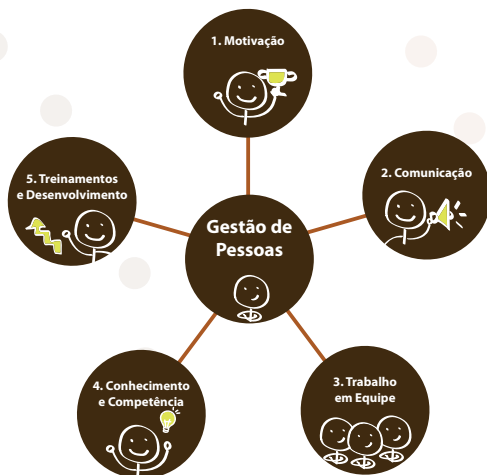 1. Motivação
2. Comunicação
5. Treinamentos
e Desenvolvimento
Gestão de
Pessoas
4. Conhecimento
e Competência
3. Trabalho
em Equipe